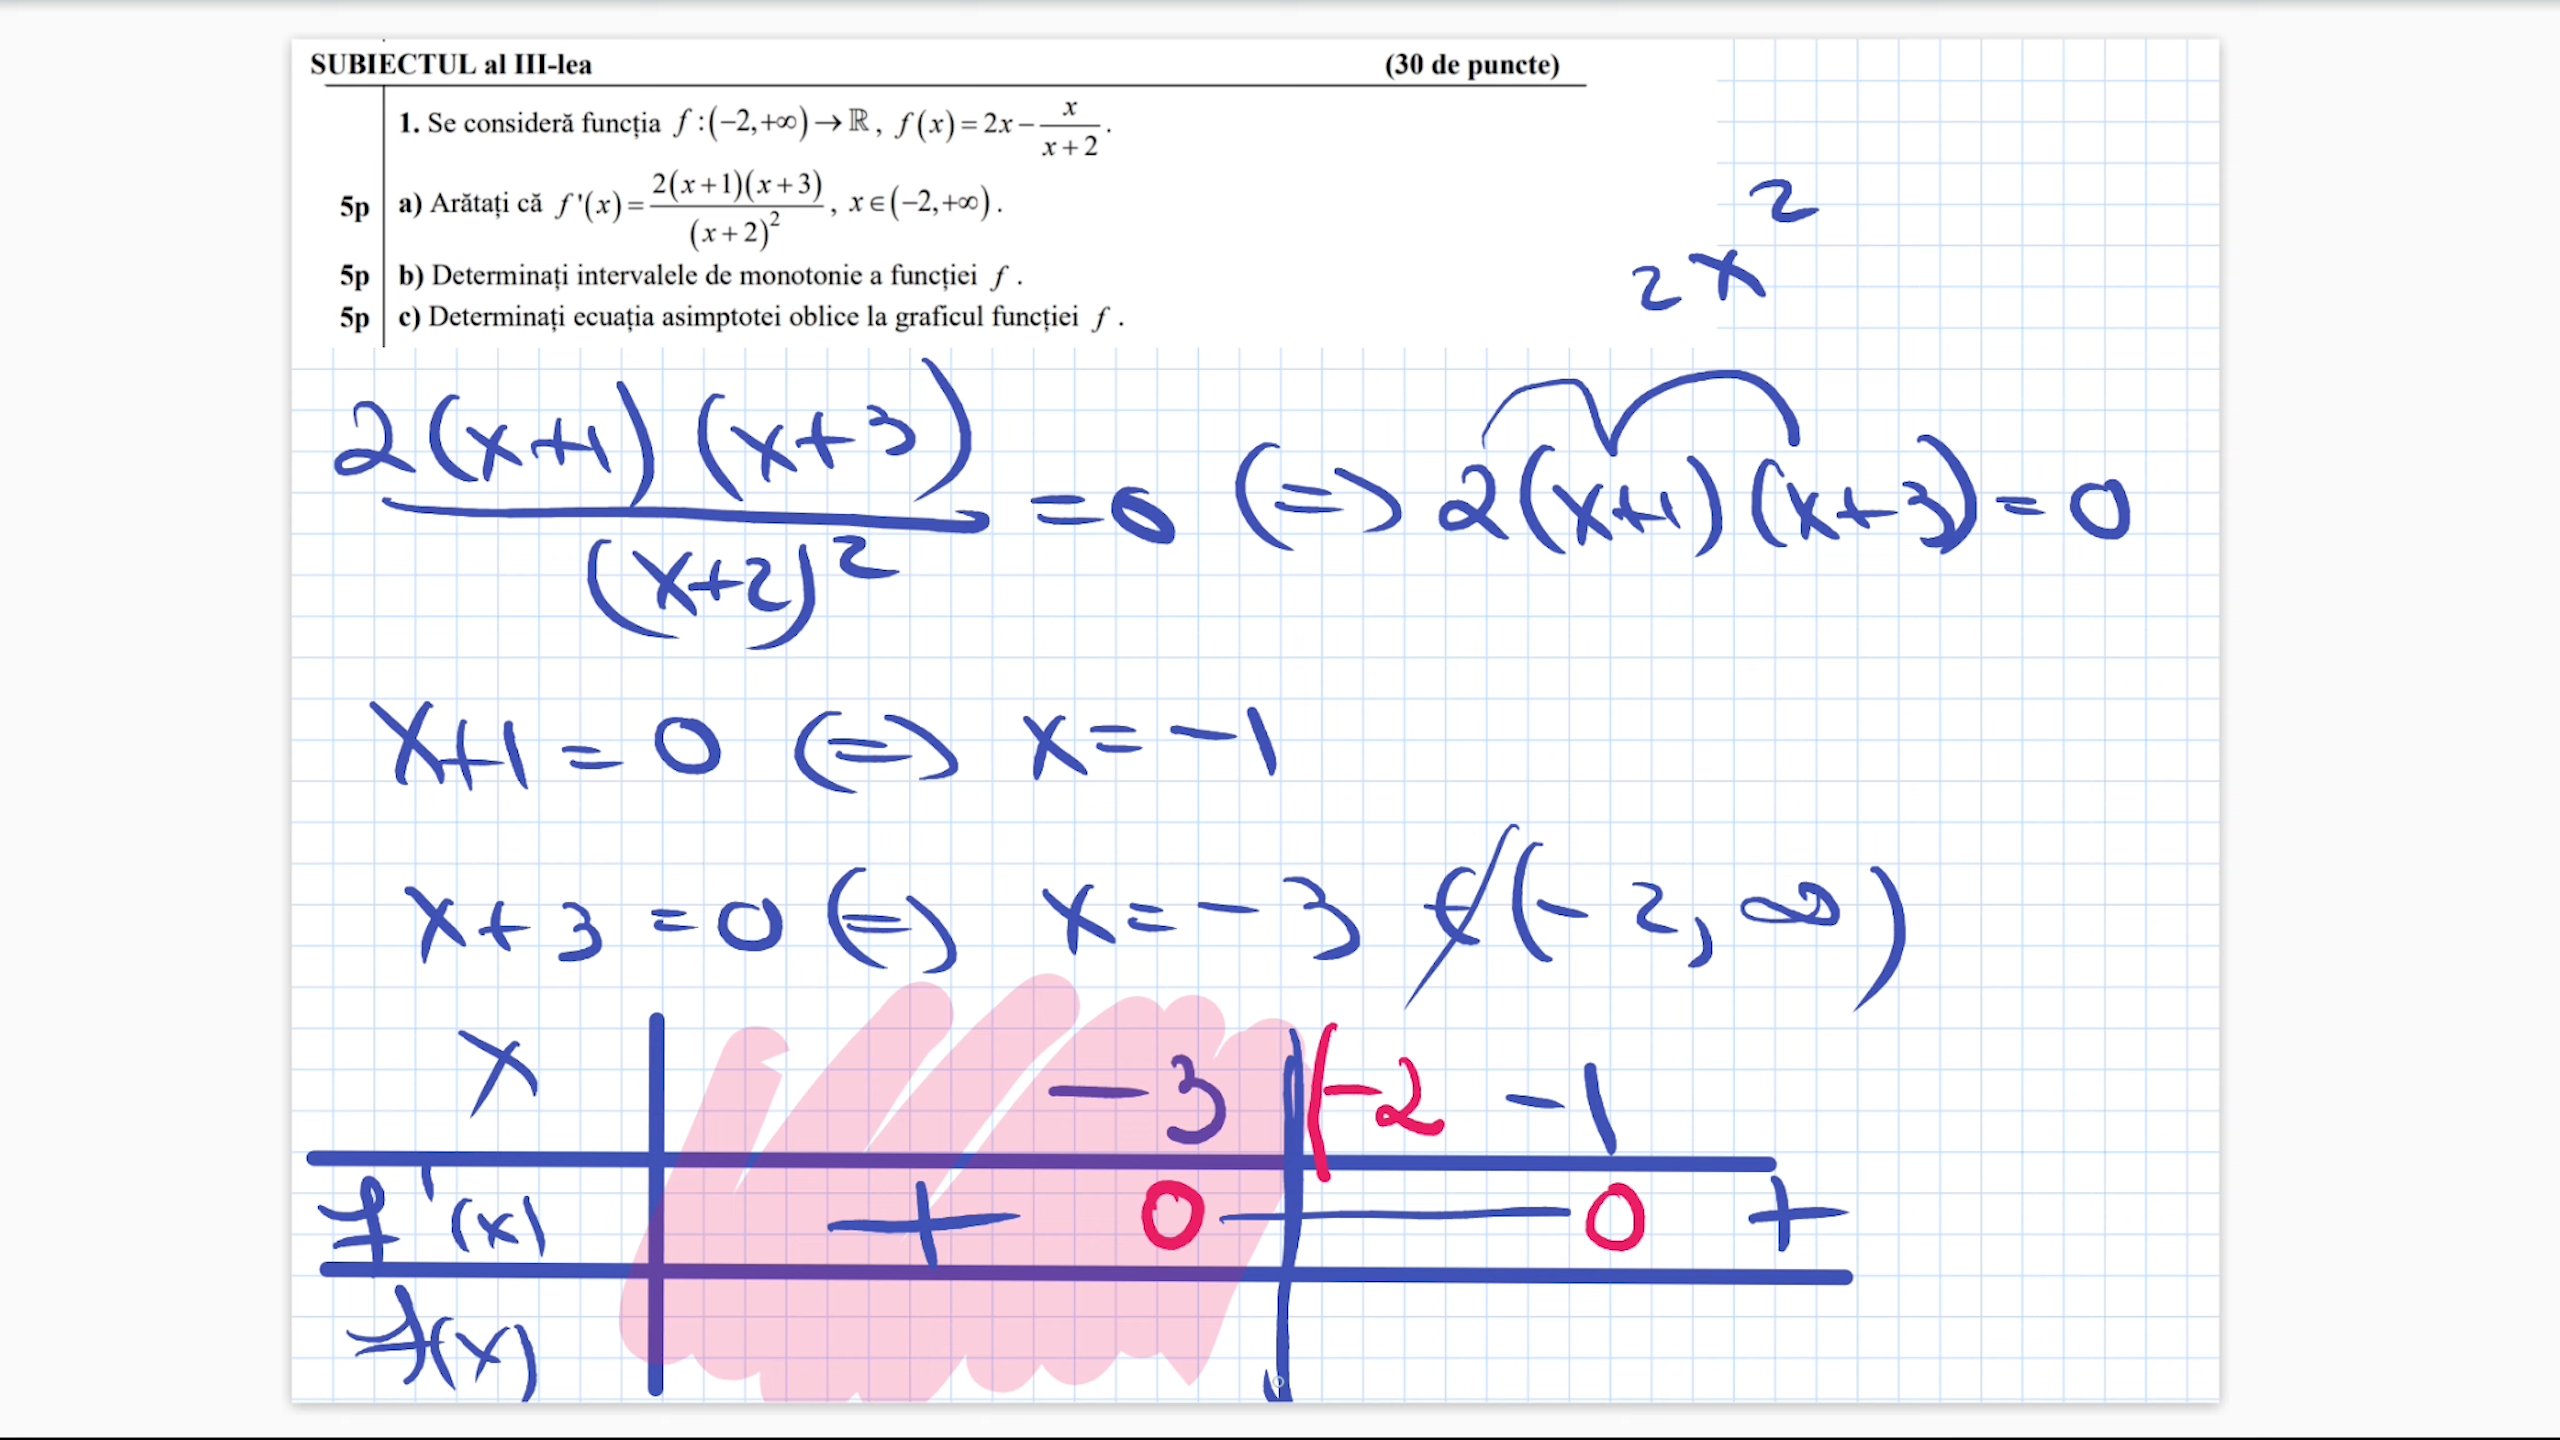 SUBIECTUL al III-lea (30 de puncte)
1. Se consideră funcția f:(−2,+∞)→ℝ, f(x)=2x−x/(x+2).
5p a) Arătați că f'(x)=2(x+1)(x+3)/(x+2)², x∈(−2,+∞).
5p b) Determinați intervalele de monotonie a funcției f.
5p c) Determinați ecuația asimptotei oblice la graficul funcției f.
2x²
2(x+1)(x+3)/(x+2)² = 0 (=) 2(x+1)(x+3) = 0
x+1 = 0 (=) x = −1
x+3 = 0 (=) x = −3 ∉ (−2, ∞)
x −3 (−2 −1
f'(x) + 0 − 0 +
f(x)